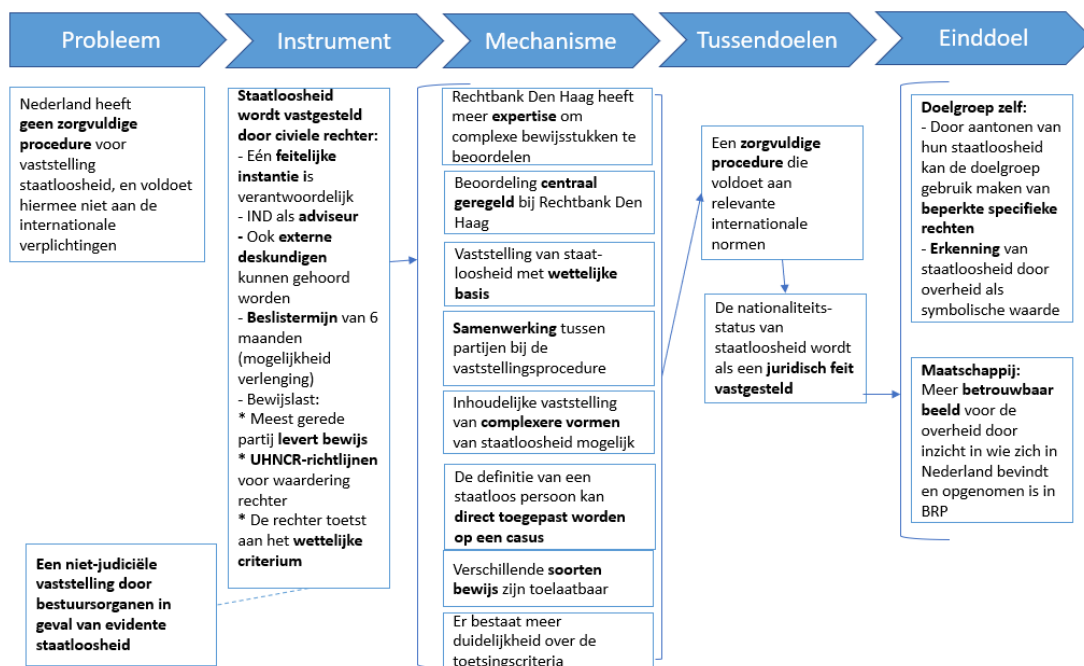 Probleem
Instrument
Mechanisme
Tussendoelen
Einddoel
Nederland heeft
geen zorgvuldige
procedure voor
vaststelling
staatloosheid, en voldoet
hiermee niet aan de
internationale
verplichtingen
Een niet-judiciële
vaststelling door
bestuursorganen in
geval van evidente
staatloosheid
Staatloosheid
wordt vastgesteld
door civiele rechter:
- Eén feitelijke
instantie is
verantwoordelijk
- IND als adviseur
- Ook externe
deskundigen
kunnen gehoord
worden
- Beslistermijn van 6
maanden
(mogelijkheid
verlenging)
- Bewijslast:
* Meest gerede
partij levert bewijs
* UHNCR-richtlijnen
voor waardering
rechter
* De rechter toetst
aan het wettelijke
criterium
Rechtbank Den Haag heeft
meer expertise om
complexe bewijsstukken te
beoordelen
Beoordeling centraal
geregeld bij Rechtbank Den
Haag
Vaststelling van staat-
loosheid met wettelijke
basis
Samenwerking tussen
partijen bij de
vaststellingsprocedure
Inhoudelijke vaststelling
van complexere vormen
van staatloosheid mogelijk
De definitie van een
staatloos persoon kan
direct toegepast worden
op een casus
Verschillende soorten
bewijs zijn toelaatbaar
Er bestaat meer
duidelijkheid over de
toetsingscriteria
Een zorgvuldige
procedure die
voldoet aan
relevante
internationale
normen
De nationaliteits-
status van
staatloosheid wordt
als een juridisch feit
vastgesteld
Doelgroep zelf:
- Door aantonen van
hun staatloosheid
kan de doelgroep
gebruik maken van
beperkte specifieke
rechten
- Erkenning van
staatloosheid door
overheid als
symbolische waarde
Maatschappij:
Meer betrouwbaar
beeld voor de
overheid door
inzicht in wie zich in
Nederland bevindt
en opgenomen is in
BRP